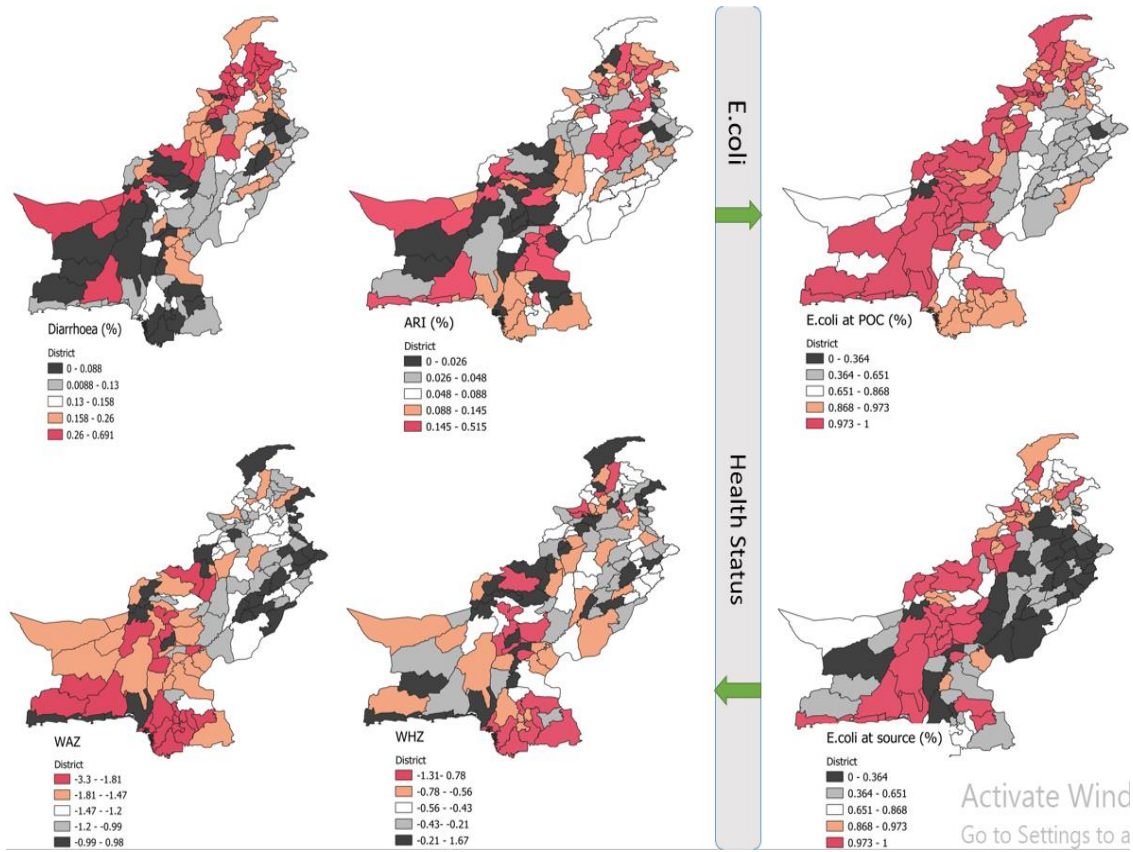 Diarrhoea (%)
District
0 - 0.088
0.0088 - 0.13
0.13 - 0.158
0.158 - 0.26
0.26 - 0.691
ARI (%)
District
0 - 0.026
0.026 - 0.048
0.048 - 0.088
0.088 - 0.145
0.145 - 0.515
E.coli
Health Status
E.coli at POC (%)
District
0 - 0.364
0.364 - 0.651
0.651 - 0.868
0.868 - 0.973
0.973 - 1
WAZ
District
-3.3 - -1.81
-1.81 - -1.47
-1.47 - -1.2
-1.2 - -0.99
-0.99 - 0.98
WHZ
District
-1.31- 0.78
-0.78 - -0.56
-0.56 - -0.43
-0.43 - -0.21
-0.21 - 1.67
E.coli at source (%)
District
0 - 0.364
0.364 - 0.651
0.651 - 0.868
0.868 - 0.973
0.973 - 1
Activate Wind
Go to Settings to a